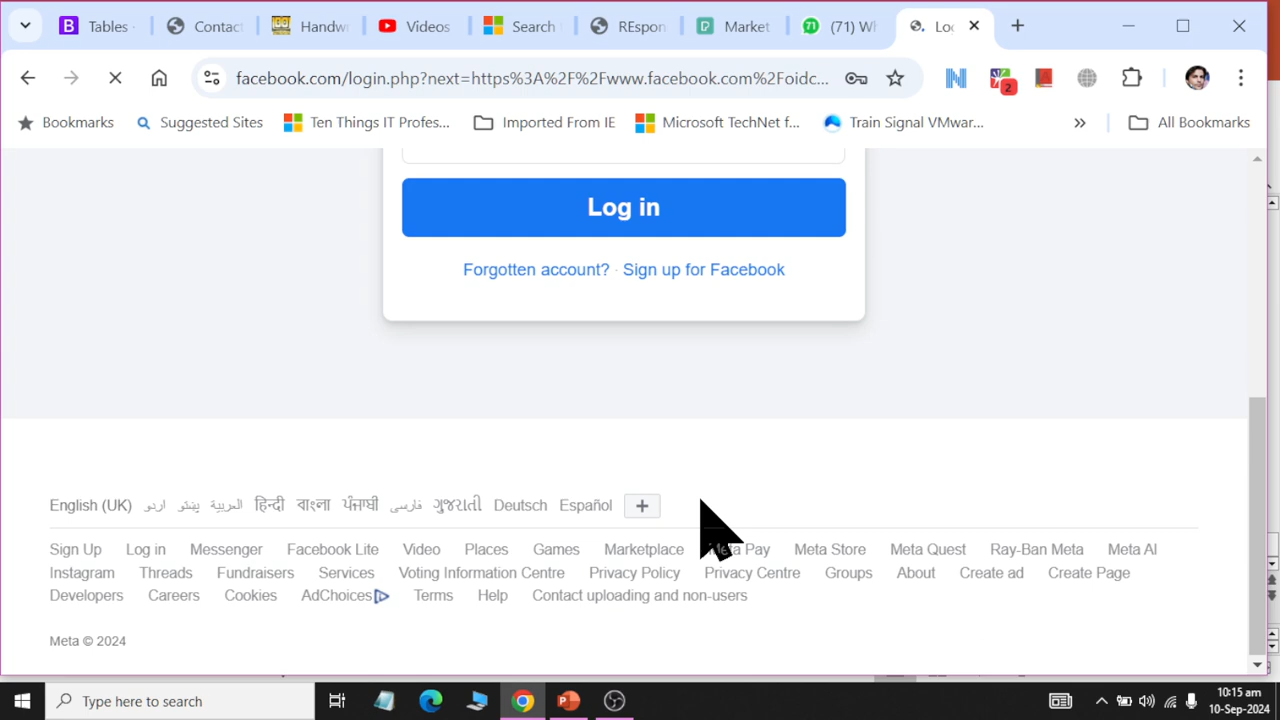 Tables
Contac
Handwr
Videos
Search
REspon
Market
71
(71) Wh
Lo
facebook.com/login.php?next=https%3A%2F%2Fwww.facebook.com%2Foidc...
2
Bookmarks
Suggested Sites
Ten Things IT Profes...
Imported From IE
Microsoft TechNet f...
Train Signal VMwar...
»
All Bookmarks
Log in
Forgotten account? · Sign up for Facebook
English (UK) اردو پښتو العربية हिन्दी বাংলা ਪੰਜਾਬੀ فارسی ગુજરાતી Deutsch Español +
Sign Up Log in Messenger Facebook Lite Video Places Games Marketplace Meta Pay Meta Store Meta Quest Ray-Ban Meta Meta AI
Instagram Threads Fundraisers Services Voting Information Centre Privacy Policy Privacy Centre Groups About Create ad Create Page
Developers Careers Cookies AdChoices Terms Help Contact uploading and non-users
Meta © 2024
Type here to search
10:15 am
10-Sep-2024